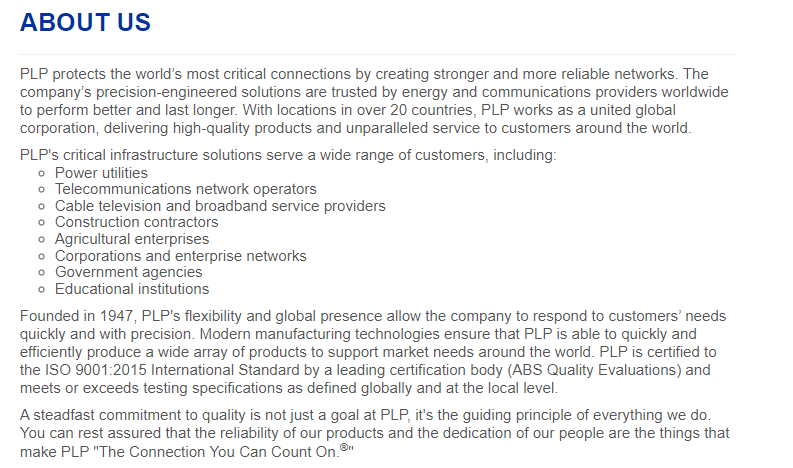 ABOUT US
PLP protects the world’s most critical connections by creating stronger and more reliable networks. The
company’s precision-engineered solutions are trusted by energy and communications providers worldwide
to perform better and last longer. With locations in over 20 countries, PLP works as a united global
corporation, delivering high-quality products and unparalleled service to customers around the world.
PLP's critical infrastructure solutions serve a wide range of customers, including:
Power utilities
Telecommunications network operators
Cable television and broadband service providers
Construction contractors
Agricultural enterprises
Corporations and enterprise networks
Government agencies
Educational institutions
Founded in 1947, PLP's flexibility and global presence allow the company to respond to customers’ needs
quickly and with precision. Modern manufacturing technologies ensure that PLP is able to quickly and
efficiently produce a wide array of products to support market needs around the world. PLP is certified to
the ISO 9001:2015 International Standard by a leading certification body (ABS Quality Evaluations) and
meets or exceeds testing specifications as defined globally and at the local level.
A steadfast commitment to quality is not just a goal at PLP, it's the guiding principle of everything we do.
You can rest assured that the reliability of our products and the dedication of our people are the things that
make PLP "The Connection You Can Count On.®"